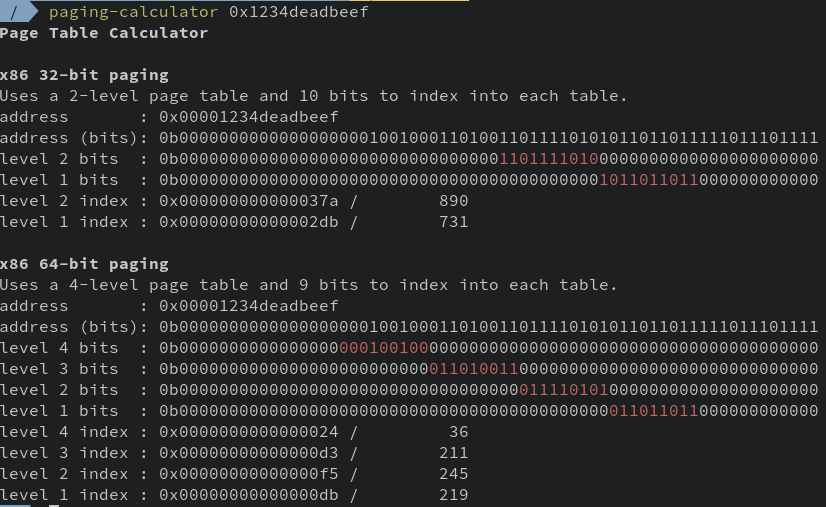 / paging-calculator 0x1234deadbeef
Page Table Calculator
x86 32-bit paging
Uses a 2-level page table and 10 bits to index into each table.
address       : 0x00001234deadbeef
address (bits): 0b0000000000000000000100100011010011011110101011011011111011101111
level 2 bits  : 0b0000000000000000000000000000000011011110100000000000000000000000
level 1 bits  : 0b0000000000000000000000000000000000000000001011011011000000000000
level 2 index : 0x000000000000037a /        890
level 1 index : 0x00000000000002db /        731
x86 64-bit paging
Uses a 4-level page table and 9 bits to index into each table.
address       : 0x00001234deadbeef
address (bits): 0b0000000000000000000100100011010011011110101011011011111011101111
level 4 bits  : 0b0000000000000000000100100000000000000000000000000000000000000000
level 3 bits  : 0b0000000000000000000000000011010011000000000000000000000000000000
level 2 bits  : 0b0000000000000000000000000000000000011110101000000000000000000000
level 1 bits  : 0b0000000000000000000000000000000000000000000011011011000000000000
level 4 index : 0x0000000000000024 /         36
level 3 index : 0x00000000000000d3 /        211
level 2 index : 0x00000000000000f5 /        245
level 1 index : 0x00000000000000db /        219